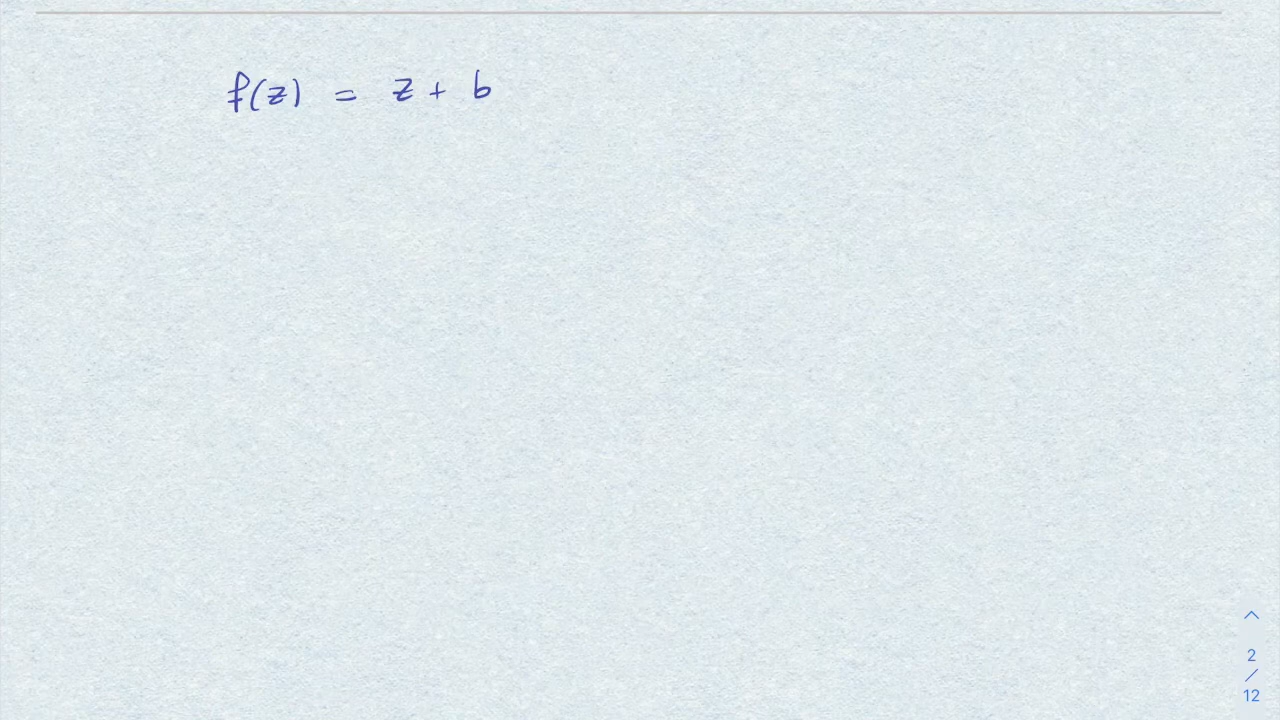 f(z) = z + b
2
/
12